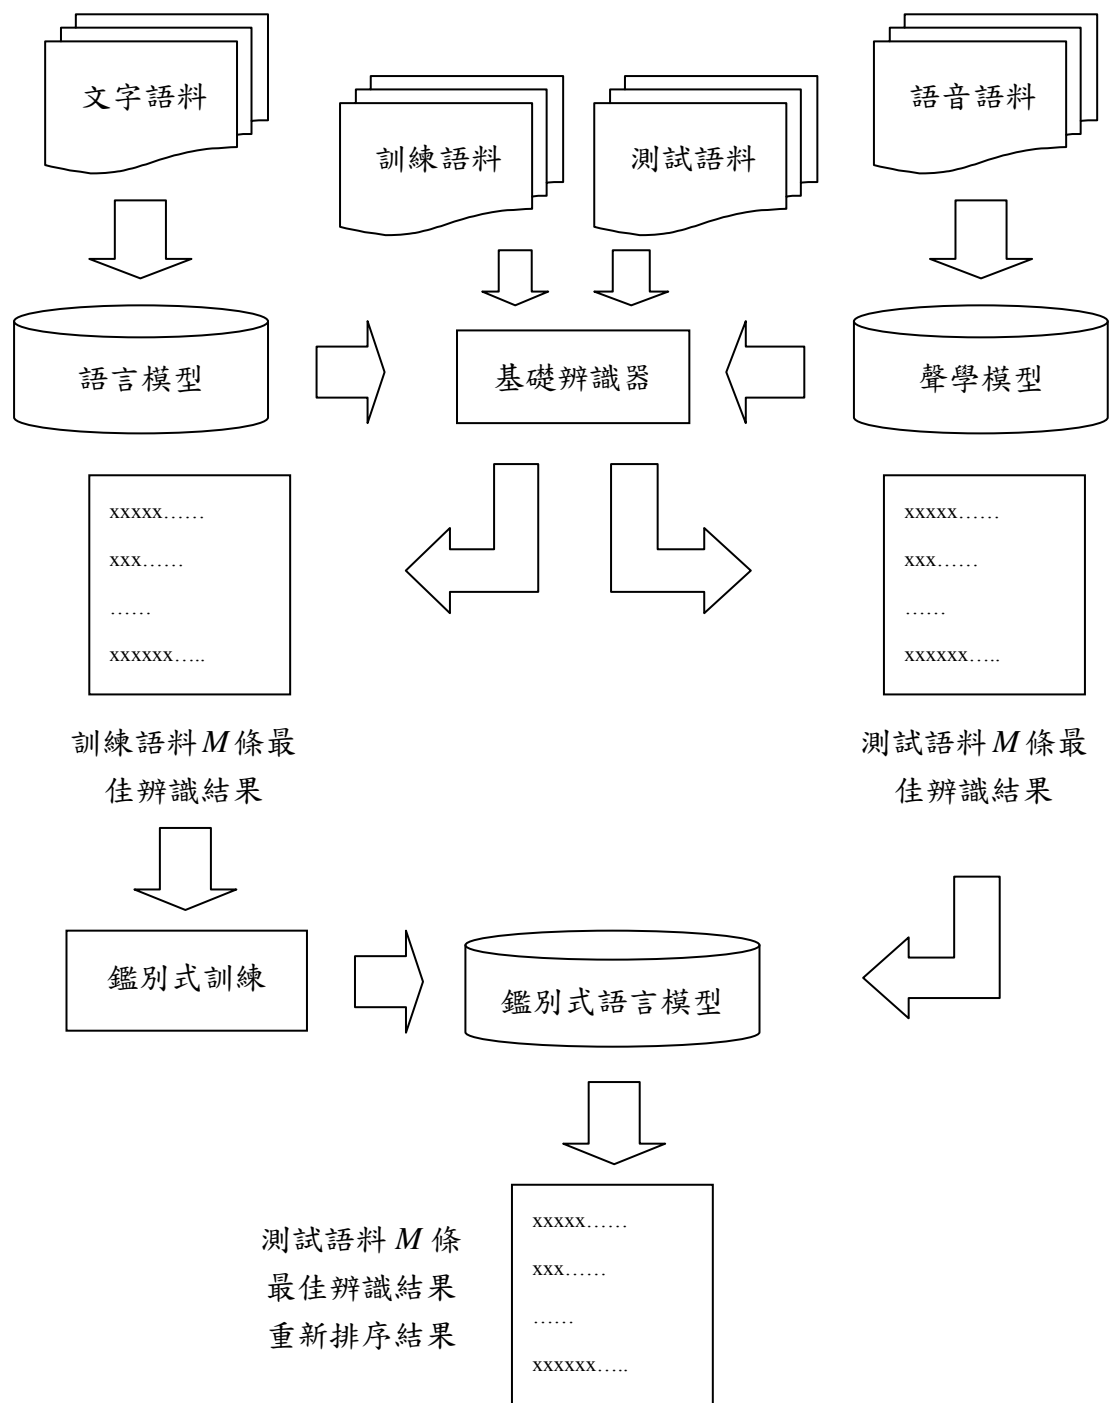 文字語料
訓練語料
測試語料
語音語料
語言模型
基礎辨識器
聲學模型
xxxxx……
xxx……
……
xxxxxx…..
訓練語料 M 條最
佳辨識結果
xxxxx……
xxx……
……
xxxxxx…..
測試語料 M 條最
佳辨識結果
鑑別式訓練
鑑別式語言模型
測試語料 M 條
最佳辨識結果
重新排序結果
xxxxx……
xxx……
……
xxxxxx…..